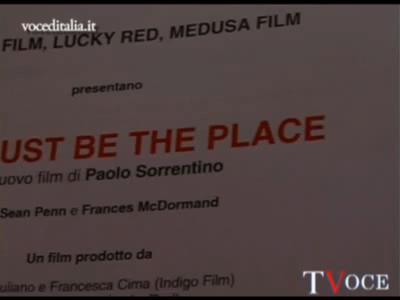 voceditalia.it
FILM, LUCKY RED, MEDUSA FILM
presentano
UST BE THE PLACE
uovo film di Paolo Sorrentino
Sean Penn e Frances McDormand
Un film prodotto da
uliano e Francesca Cima (Indigo Film)
TVOCE